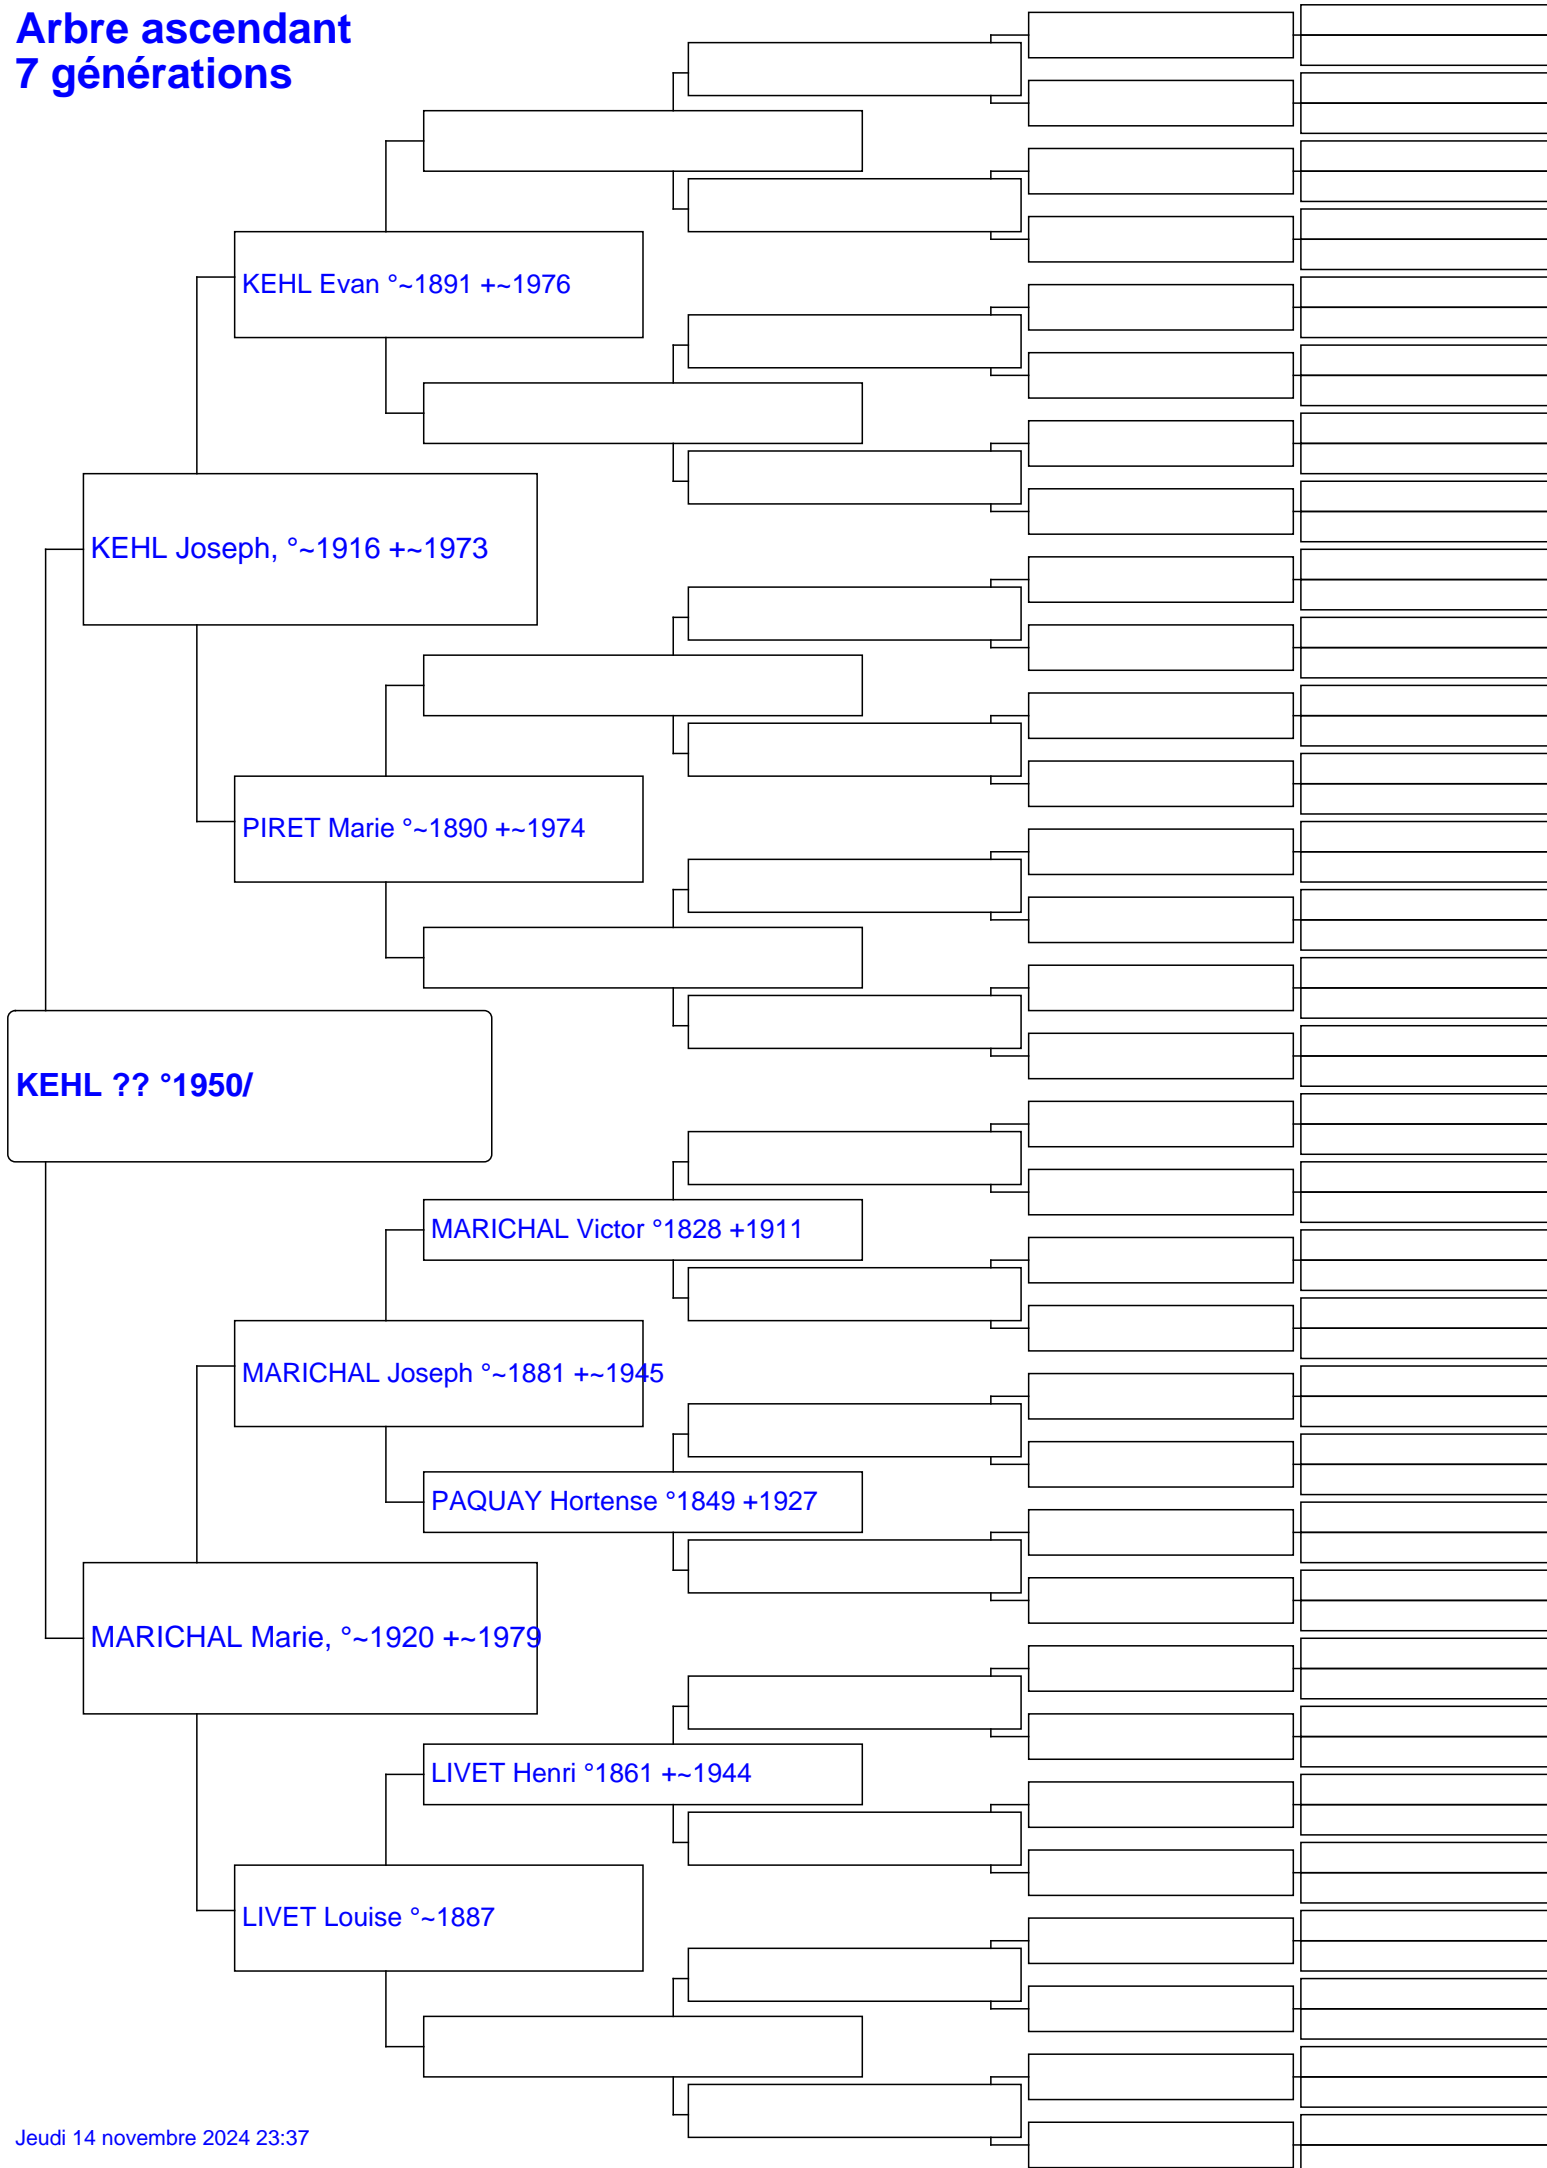 Arbre ascendant
7 générations
KEHL Evan °~1891 +~1976
KEHL Joseph, °~1916 +~1973
PIRET Marie °~1890 +~1974
KEHL ?? °1950/
MARICHAL Victor °1828 +1911
MARICHAL Joseph °~1881 +~1945
PAQUAY Hortense °1849 +1927
MARICHAL Marie, °~1920 +~1979
LIVET Henri °1861 +~1944
LIVET Louise °~1887
Jeudi 14 novembre 2024 23:37